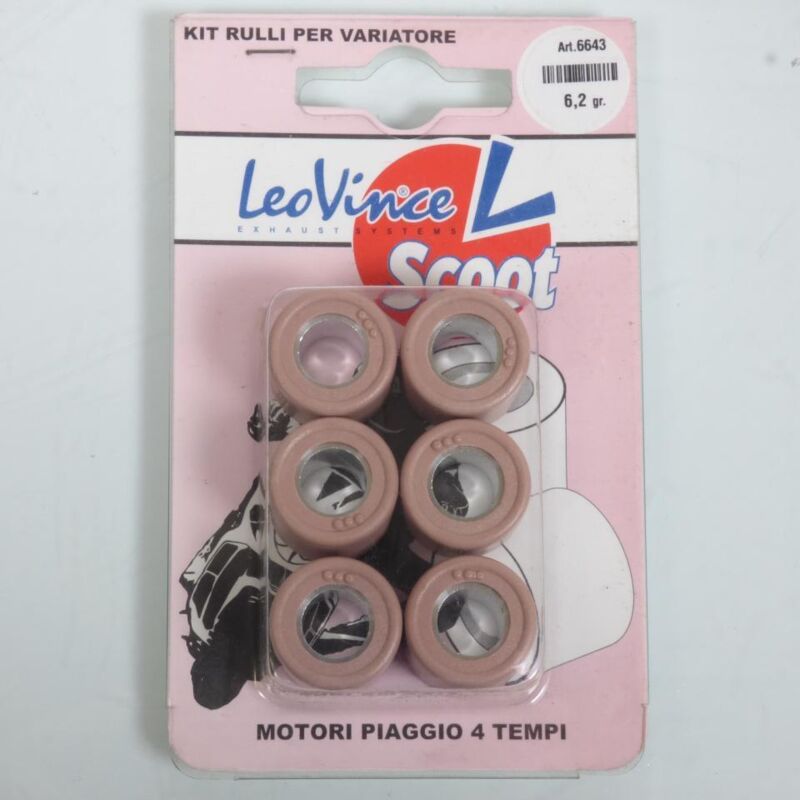 KIT RULLI PER VARIATORE
Art.6643
6,2 gr.
LeoVince®
EXHAUST SYSTEMS
Scoot
MOTORI PIAGGIO 4 TEMPI